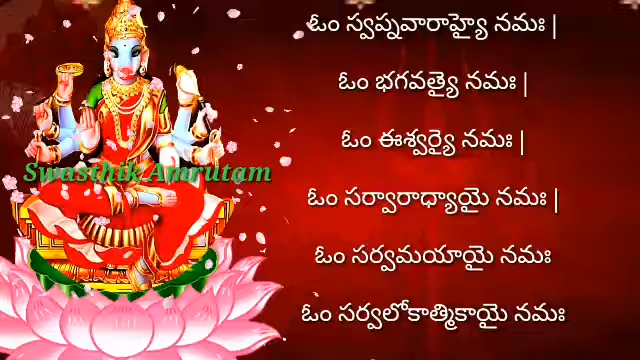 ఓం స్వప్నవారాహ్యై నమః |
ఓం భగవత్యై నమః |
ఓం ఈశ్వర్యై నమః |
Swasthik Amrutam
ఓం సర్వారాధ్యాయై నమః |
ఓం సర్వమయాయై నమః
ఓం సర్వలోకాత్మికాయై నమః